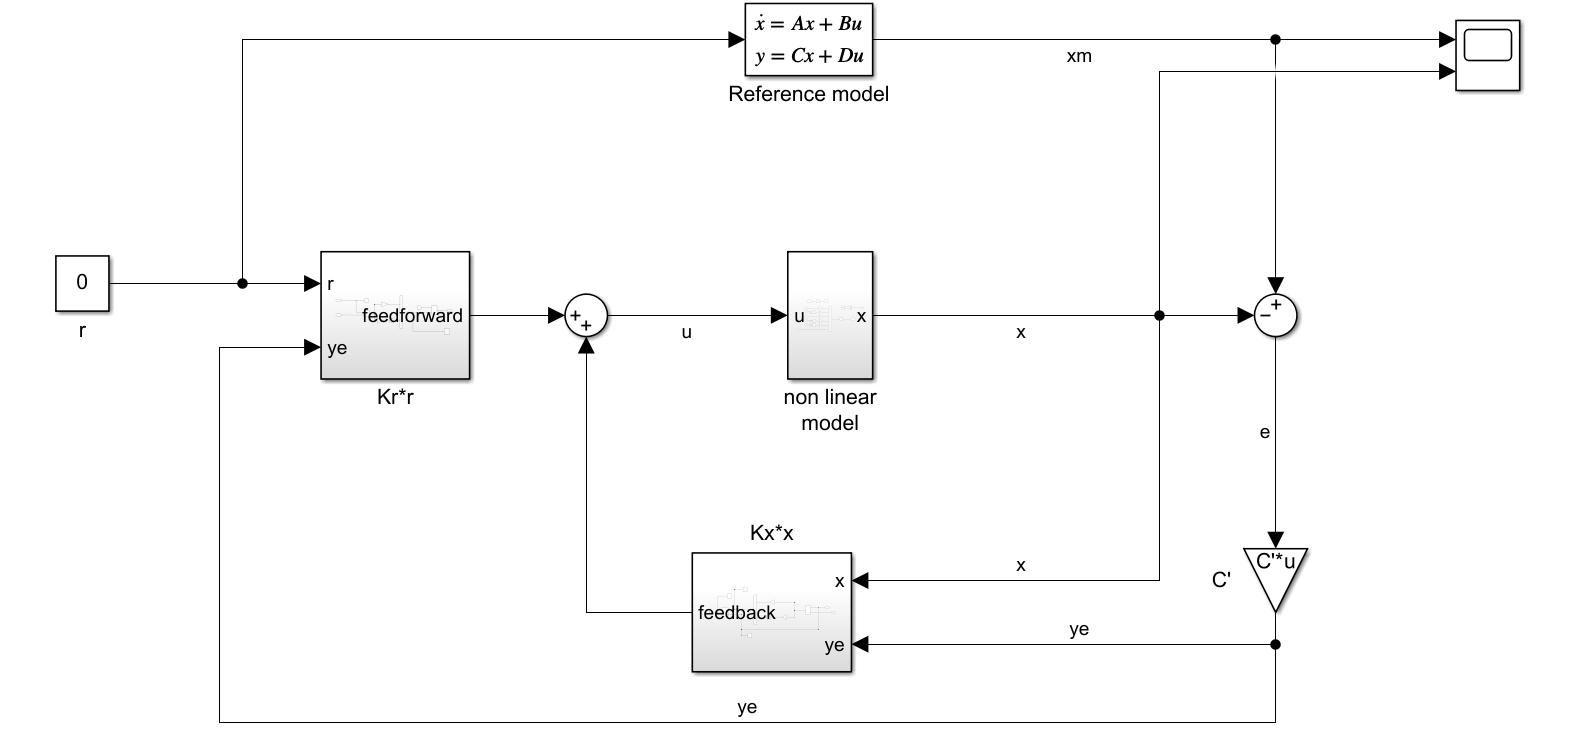 ẋ = Ax + Bu
y = Cx + Du
Reference model
xm
0
r
r
feedforward
ye
Kr*r
+
+
u
u
x
non linear
model
x
+
−
e
Kx*x
x
feedback
ye
x
C'*u
C'
ye
ye